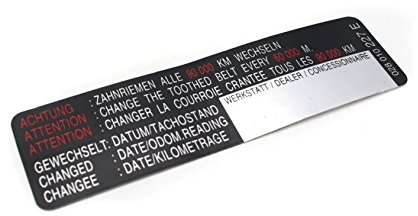 ACHTUNG : ZAHNRIEMEN ALLE 90 000 KM WECHSELN
ATTENTION : CHANGE THE TOOTHED BELT EVERY 60 000 M.
ATTENTION : CHANGER LA COURROIE CRANTEE TOUS LES 90 000 KM
WERKSTATT / DEALER / CONCESSIONNAIRE
GEWECHSELT: DATUM/TACHOSTAND
CHANGED : DATE/ODOM.READING
CHANGEE : DATE/KILOMETRAGE
227 E